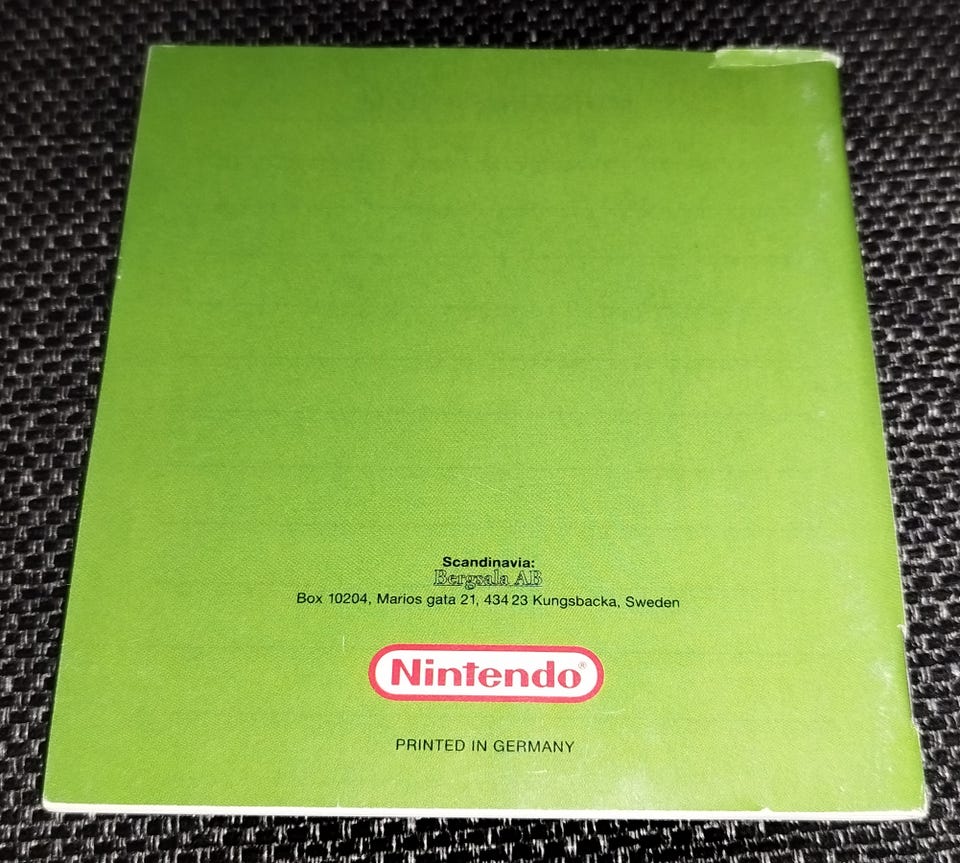 Scandinavia:
Bergsala AB
Box 10204, Marios gata 21, 434 23 Kungsbacka, Sweden
Nintendo®
PRINTED IN GERMANY